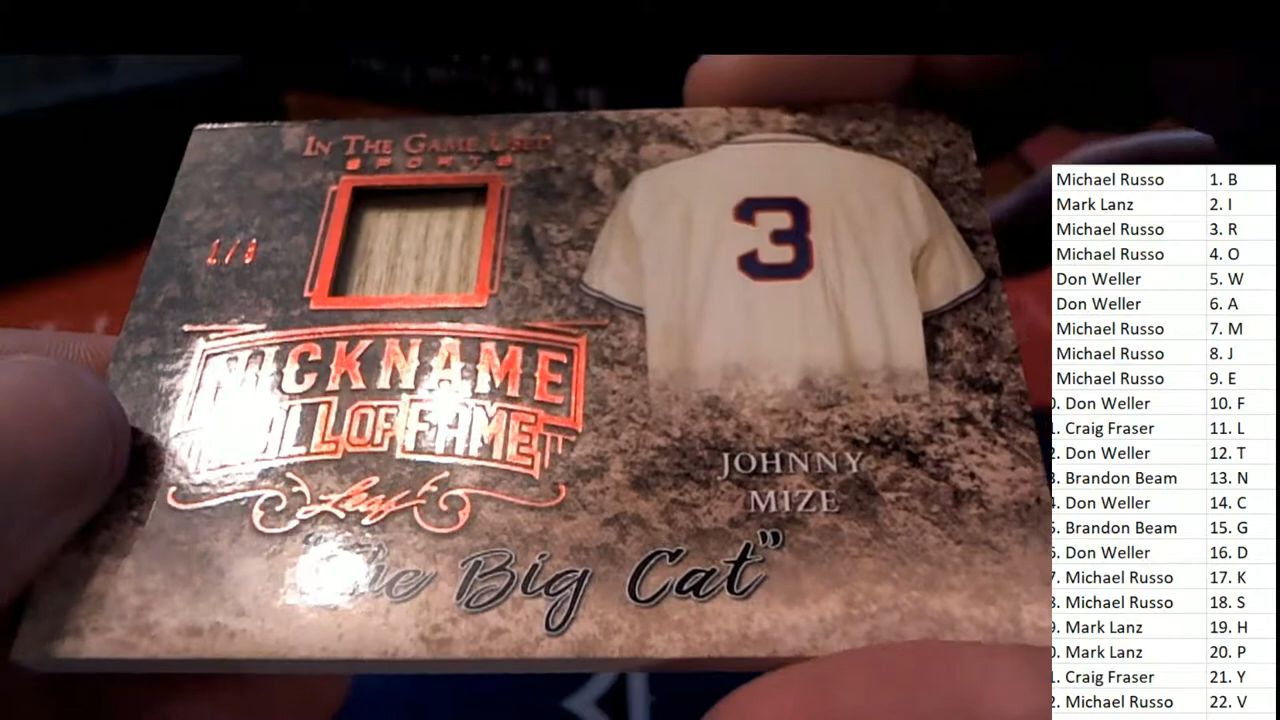 IN THE GAME USED
SPORTS
3
NICKNAME
HALL OF FAME
Leaf
JOHNNY
MIZE
Big Cat"
Michael Russo 1. B
Mark Lanz 2. I
Michael Russo 3. R
Michael Russo 4. O
Don Weller 5. W
Don Weller 6. A
Michael Russo 7. M
Michael Russo 8. J
Michael Russo 9. E
. Don Weller 10. F
. Craig Fraser 11. L
. Don Weller 12. T
. Brandon Beam 13. N
. Don Weller 14. C
. Brandon Beam 15. G
. Don Weller 16. D
. Michael Russo 17. K
. Michael Russo 18. S
. Mark Lanz 19. H
. Mark Lanz 20. P
. Craig Fraser 21. Y
. Michael Russo 22. V